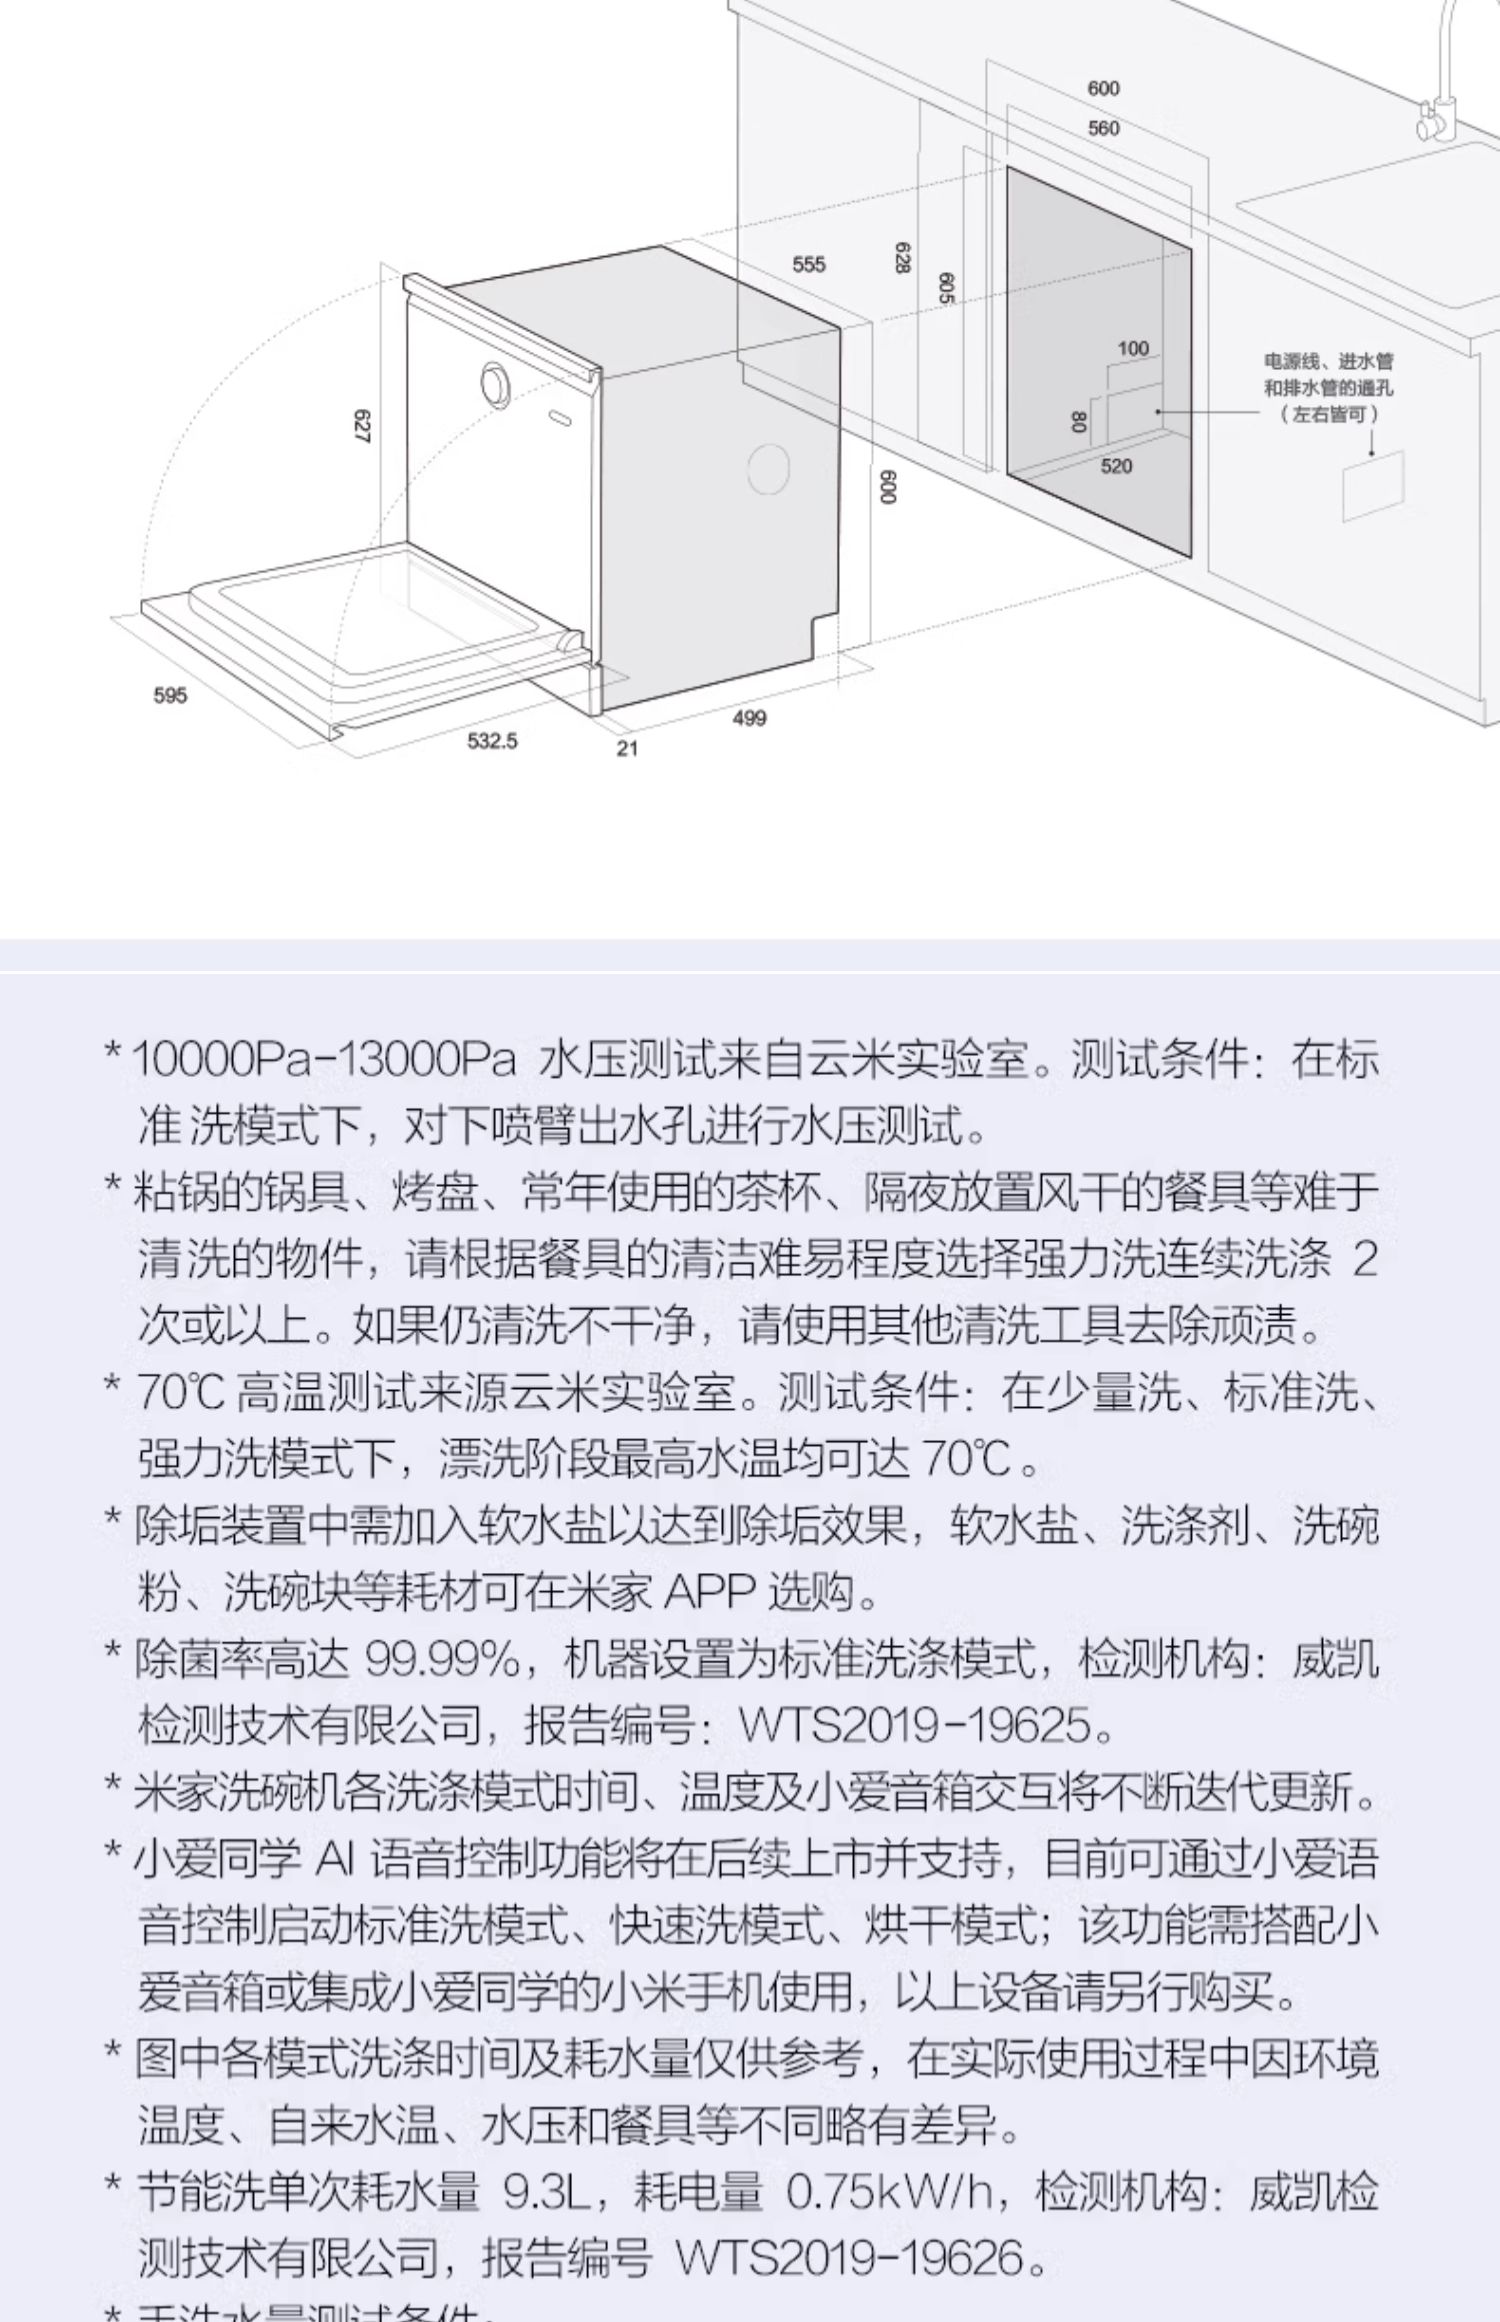 600
560
555
628
605
100
电源线、进水管
和排水管的通孔
（左右皆可）
80
520
627
600
595
532.5
21
499
*10000Pa-13000Pa 水压测试来自云米实验室。测试条件：在标
准 洗模式下，对下喷臂出水孔进行水压测试。
* 粘锅的锅具、烤盘、常年使用的茶杯、隔夜放置风干的餐具等难于
清洗的物件，请根据餐具的清洁难易程度选择强力洗连续洗涤 2
次或以上。如果仍清洗不干净，请使用其他清洗工具去除顽渍。
* 70℃ 高温测试来源云米实验室。测试条件：在少量洗、标准洗、
强力洗模式下，漂洗阶段最高水温均可达 70℃。
* 除垢装置中需加入软水盐以达到除垢效果，软水盐、洗涤剂、洗碗
粉、洗碗块等耗材可在米家 APP 选购。
* 除菌率高达 99.99%，机器设置为标准洗涤模式，检测机构：威凯
检测技术有限公司，报告编号：WTS2019-19625。
* 米家洗碗机各洗涤模式时间、温度及小爱音箱交互将不断迭代更新。
* 小爱同学 AI 语音控制功能将在后续上市并支持，目前可通过小爱语
音控制启动标准洗模式、快速洗模式、烘干模式；该功能需搭配小
爱音箱或集成小爱同学的小米手机使用，以上设备请另行购买。
* 图中各模式洗涤时间及耗水量仅供参考，在实际使用过程中因环境
温度、自来水温、水压和餐具等不同略有差异。
* 节能洗单次耗水量 9.3L，耗电量 0.75kW/h，检测机构：威凯检
测技术有限公司，报告编号 WTS2019-19626。
* 手洗水量测试条件：